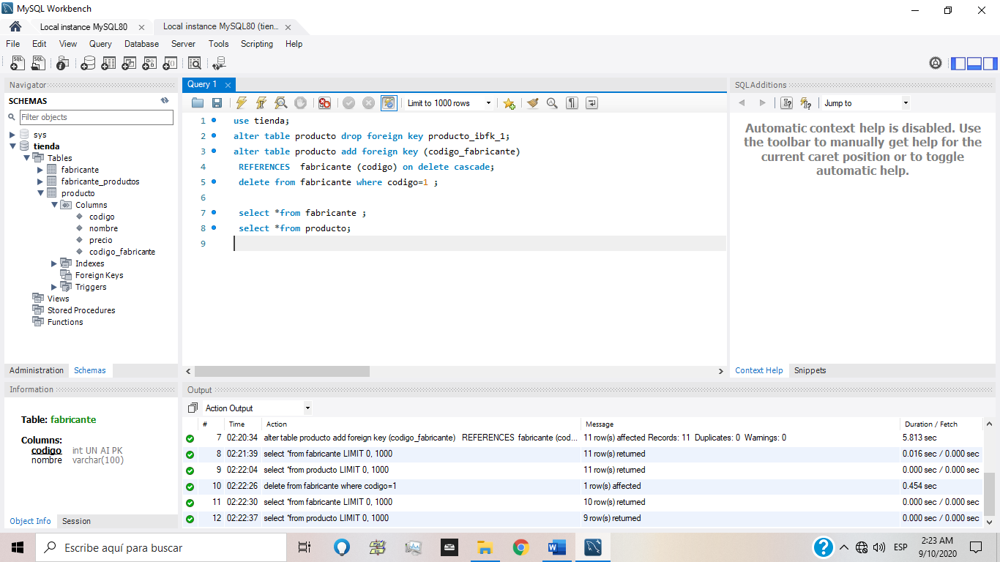 MySQL Workbench
Local instance MySQL80 × Local instance MySQL80 (tien... ×
File Edit View Query Database Server Tools Scripting Help
Navigator
SCHEMAS
Filter objects
sys
tienda
Tables
fabricante
fabricante_productos
producto
Columns
codigo
nombre
precio
codigo_fabricante
Indexes
Foreign Keys
Triggers
Views
Stored Procedures
Functions
Administration Schemas
Information
Table: fabricante
Columns:
codigo int UN AI PK
nombre varchar(100)
Object Info Session
Query 1 ×
Limit to 1000 rows
1 use tienda;
2 alter table producto drop foreign key producto_ibfk_1;
3 alter table producto add foreign key (codigo_fabricante)
4 REFERENCES fabricante (codigo) on delete cascade;
5 delete from fabricante where codigo=1 ;
6
7 select *from fabricante ;
8 select *from producto;
9
SQLAdditions
Jump to
Automatic context help is disabled. Use
the toolbar to manually get help for the
current caret position or to toggle
automatic help.
Context Help Snippets
Output
Action Output
# Time Action Message Duration / Fetch
7 02:20:34 alter table producto add foreign key (codigo_fabricante) REFERENCES fabricante (cod... 11 row(s) affected Records: 11 Duplicates: 0 Warnings: 0 5.813 sec
8 02:21:39 select *from fabricante LIMIT 0, 1000 11 row(s) returned 0.016 sec / 0.000 sec
9 02:22:04 select *from producto LIMIT 0, 1000 11 row(s) returned 0.000 sec / 0.000 sec
10 02:22:26 delete from fabricante where codigo=1 1 row(s) affected 0.454 sec
11 02:22:30 select *from fabricante LIMIT 0, 1000 10 row(s) returned 0.000 sec / 0.000 sec
12 02:22:37 select *from producto LIMIT 0, 1000 9 row(s) returned 0.000 sec / 0.000 sec
Escribe aquí para buscar
ESP
2:23 AM
9/10/2020